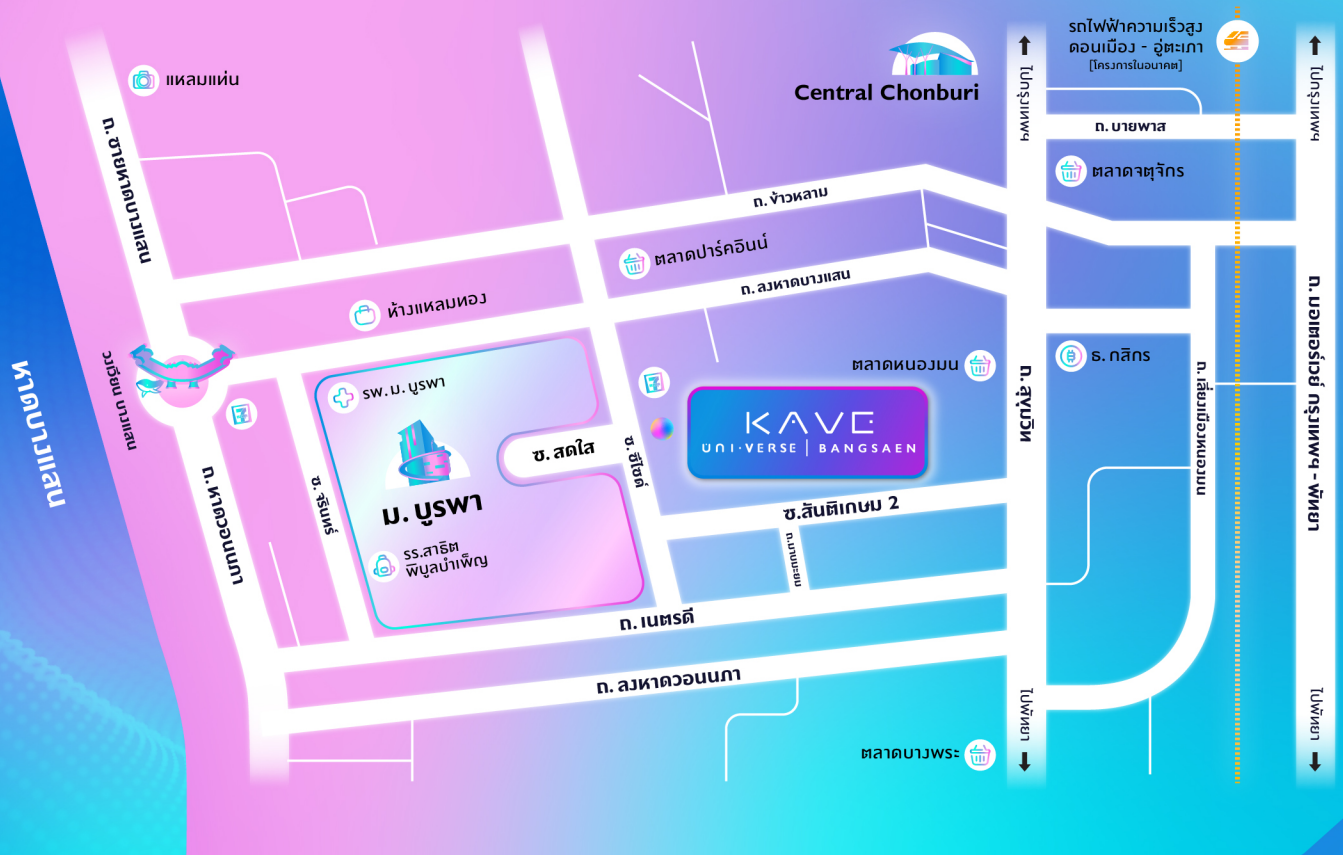 รถไฟฟ้าความเร็วสูง
ดอนเมือง - อู่ตะเภา
[โครงการในอนาคต]
ไปกรุงเทพฯ
ไปกรุงเทพฯ
แหลมแท่น
Central Chonburi
ถ. บายพาส
ตลาดจตุจักร
ถ. ชายหาดบางแสน
ถ. ข้าวหลาม
ตลาดปาร์คอินน์
ถ. ลงหาดบางแสน
ห้างแหลมทอง
หาดบางแสน
วงเวียน บางแสน
รพ. ม. บูรพา
ตลาดหนองมน
ธ. กสิกร
ถ. สุขุมวิท
ถ. เลี่ยงเมืองหนองมน
ถ. มอเตอร์เวย์ กรุงเทพฯ - พัทยา
KAVE
UNI·VERSE | BANGSAEN
ซ. สดใส
ซ. ซีไซด์
ถ. หาดวอนนภา
ซ. จรินทร์
ม. บูรพา
ซ.สันติเกษม 2
รร.สาธิต
พิบูลบำเพ็ญ
ถ. เนตรดี
ถ. ลงหาดวอนนภา
ไปพัทยา
ไปพัทยา
ตลาดบางพระ